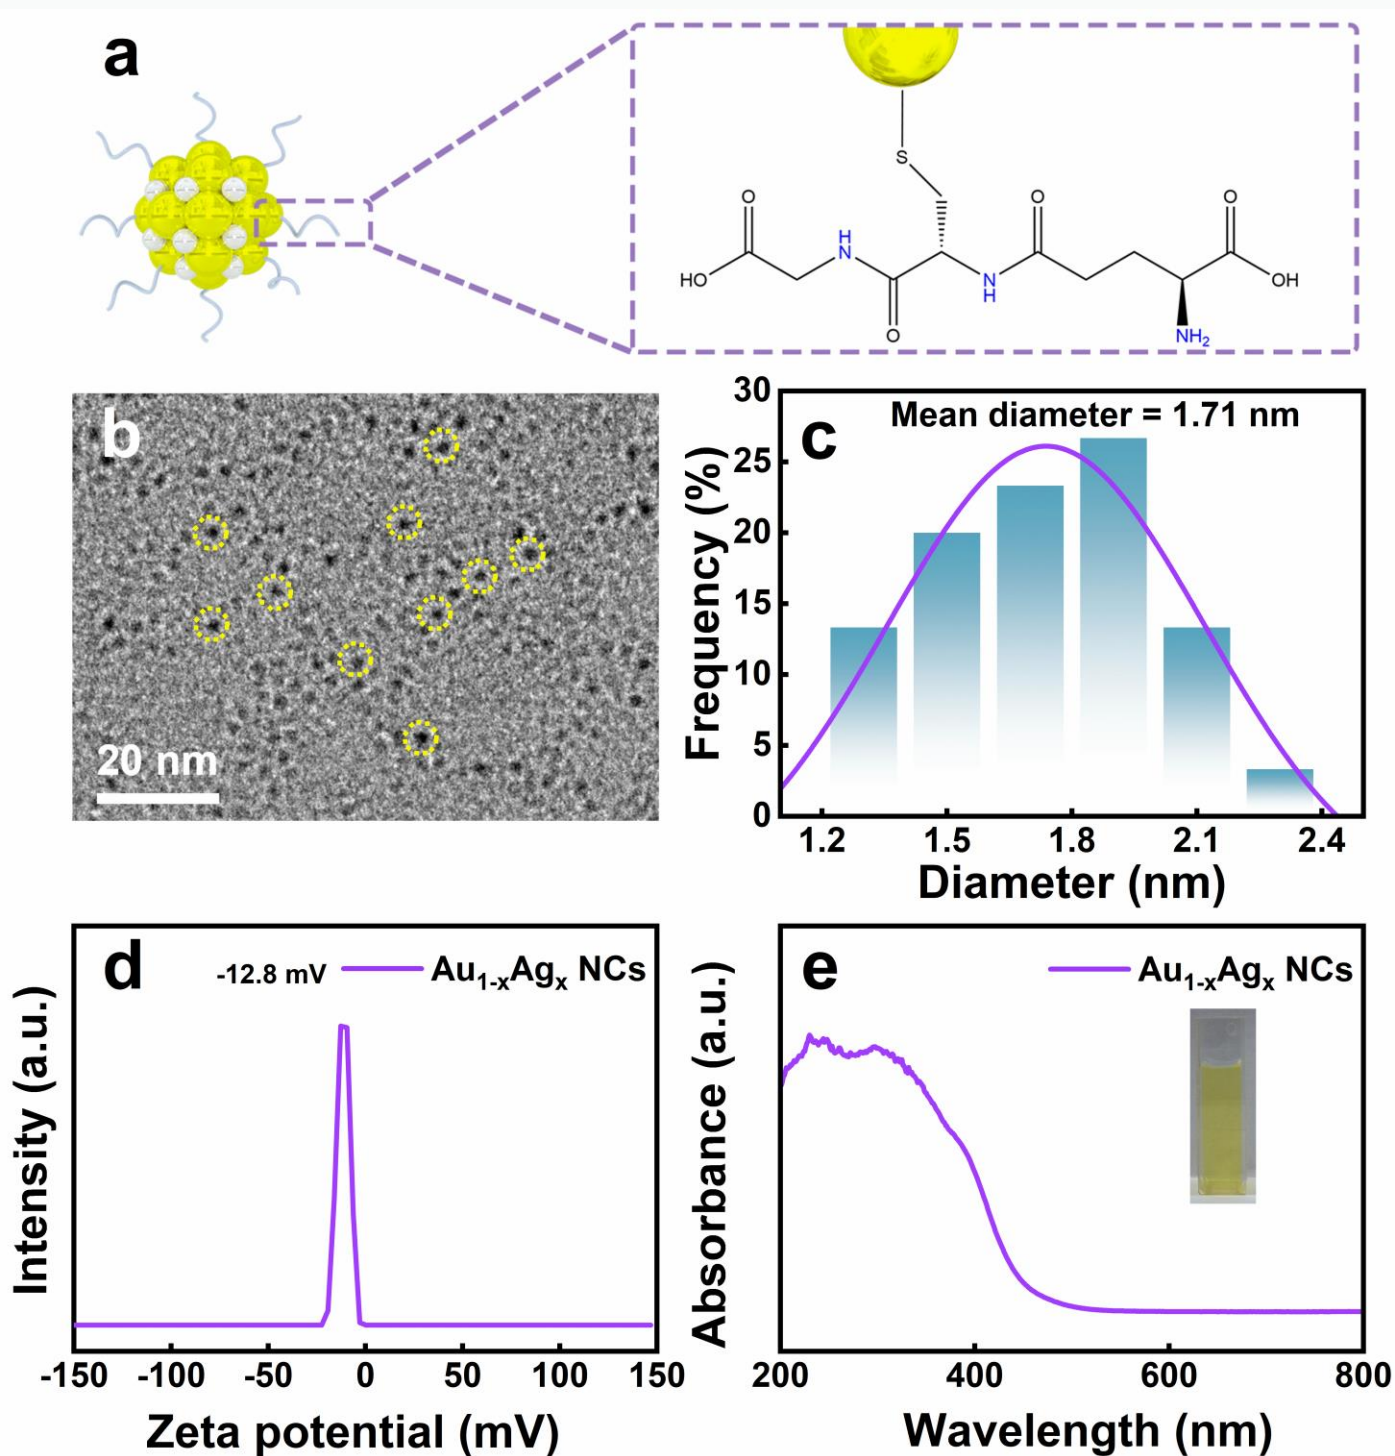 a
S
O
O
O
H
N
HO
N
H
OH
O
NH2
b
20 nm
c
Mean diameter = 1.71 nm
Frequency (%)
30
25
20
15
10
5
0
1.2 1.5 1.8 2.1 2.4
Diameter (nm)
d
-12.8 mV
Au1-xAgx NCs
Intensity (a.u.)
-150 -100 -50 0 50 100 150
Zeta potential (mV)
e
Au1-xAgx NCs
Absorbance (a.u.)
200 400 600 800
Wavelength (nm)